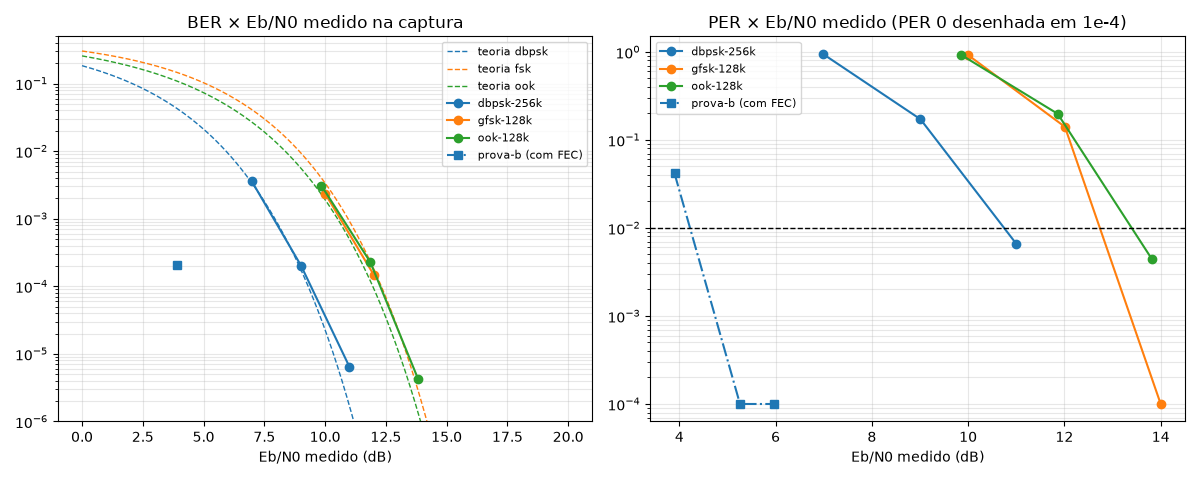 BER × Eb/N0 medido na captura
10⁻¹
10⁻²
10⁻³
10⁻⁴
10⁻⁵
10⁻⁶
teoria dbpsk
teoria fsk
teoria ook
dbpsk-256k
gfsk-128k
ook-128k
prova-b (com FEC)
0.0 2.5 5.0 7.5 10.0 12.5 15.0 17.5 20.0
Eb/N0 medido (dB)
PER × Eb/N0 medido (PER 0 desenhada em 1e-4)
10⁰
10⁻¹
10⁻²
10⁻³
10⁻⁴
dbpsk-256k
gfsk-128k
ook-128k
prova-b (com FEC)
4 6 8 10 12 14
Eb/N0 medido (dB)